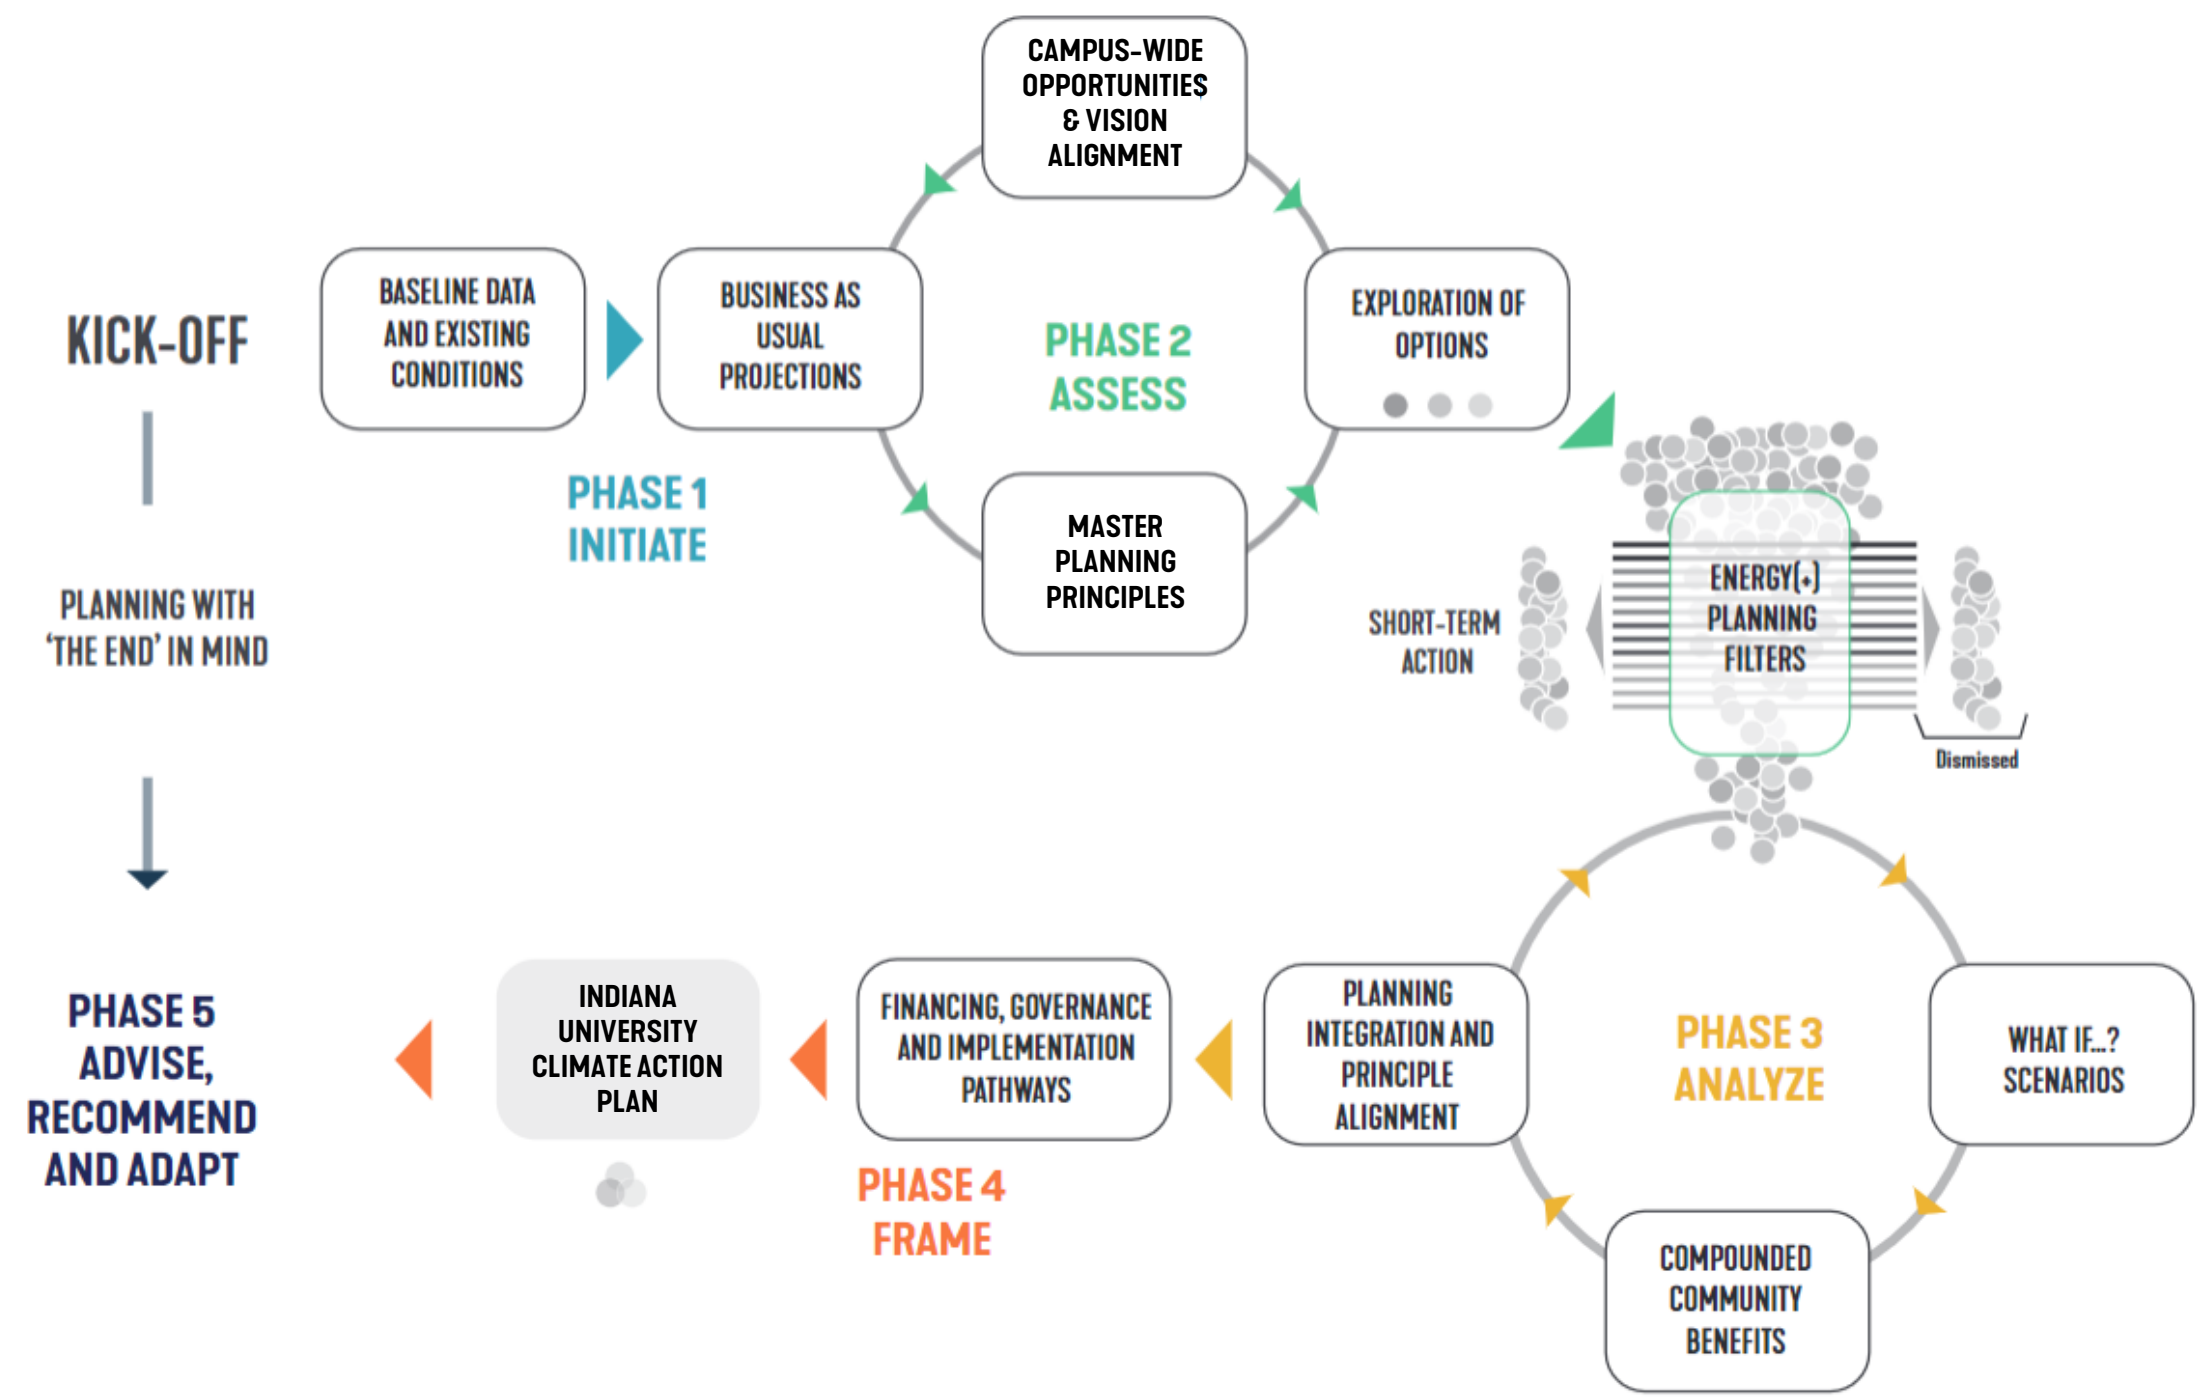 KICK-OFF
PLANNING WITH
‘THE END’ IN MIND
BASELINE DATA
AND EXISTING
CONDITIONS
PHASE 1
INITIATE
BUSINESS AS
USUAL
PROJECTIONS
CAMPUS-WIDE
OPPORTUNITIES
& VISION
ALIGNMENT
PHASE 2
ASSESS
MASTER
PLANNING
PRINCIPLES
EXPLORATION OF
OPTIONS
ENERGY(+)
PLANNING
FILTERS
SHORT-TERM
ACTION
Dismissed
PHASE 3
ANALYZE
WHAT IF...?
SCENARIOS
COMPOUNDED
COMMUNITY
BENEFITS
PLANNING
INTEGRATION AND
PRINCIPLE
ALIGNMENT
FINANCING, GOVERNANCE
AND IMPLEMENTATION
PATHWAYS
PHASE 4
FRAME
INDIANA
UNIVERSITY
CLIMATE ACTION
PLAN
PHASE 5
ADVISE,
RECOMMEND
AND ADAPT